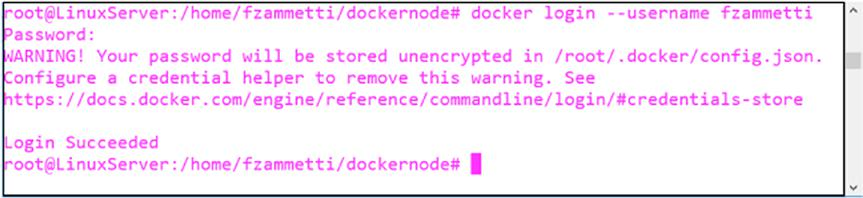 root@LinuxServer:/home/fzammetti/dockernode# docker login --username fzammetti
Password:
WARNING! Your password will be stored unencrypted in /root/.docker/config.json.
Configure a credential helper to remove this warning. See
https://docs.docker.com/engine/reference/commandline/login/#credentials-store
Login Succeeded
root@LinuxServer:/home/fzammetti/dockernode#